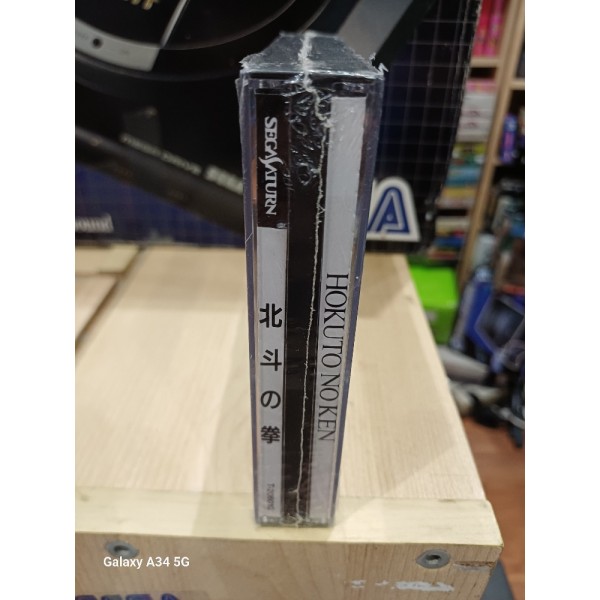 SEGA SATURN
北斗の拳
HOKUTO NO KEN
Galaxy A34 5G